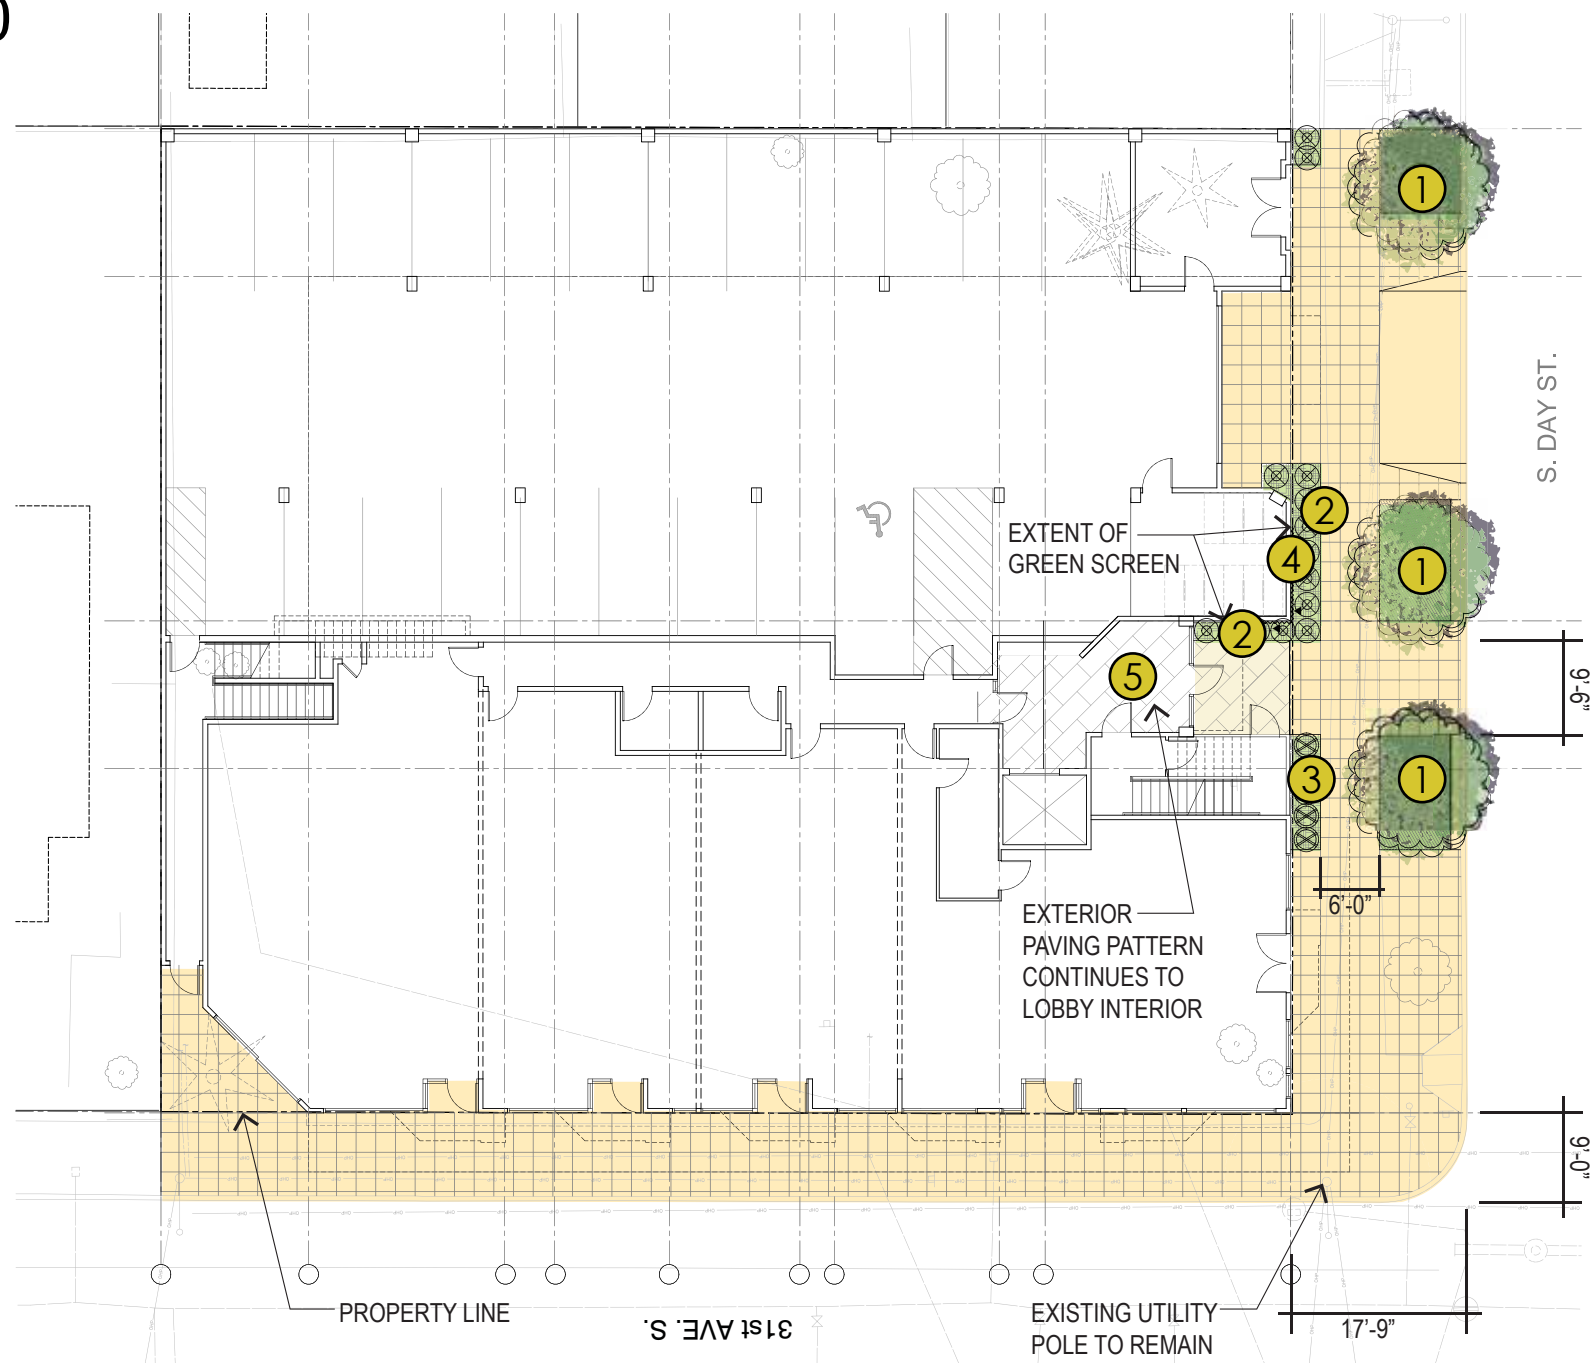 )
1
S. DAY ST.
2
EXTENT OF
GREEN SCREEN
4
1
2
5
9'-6"
3
1
6'-0"
EXTERIOR
PAVING PATTERN
CONTINUES TO
LOBBY INTERIOR
9'-0"
PROPERTY LINE
31st AVE. S.
EXISTING UTILITY
POLE TO REMAIN
17'-9"